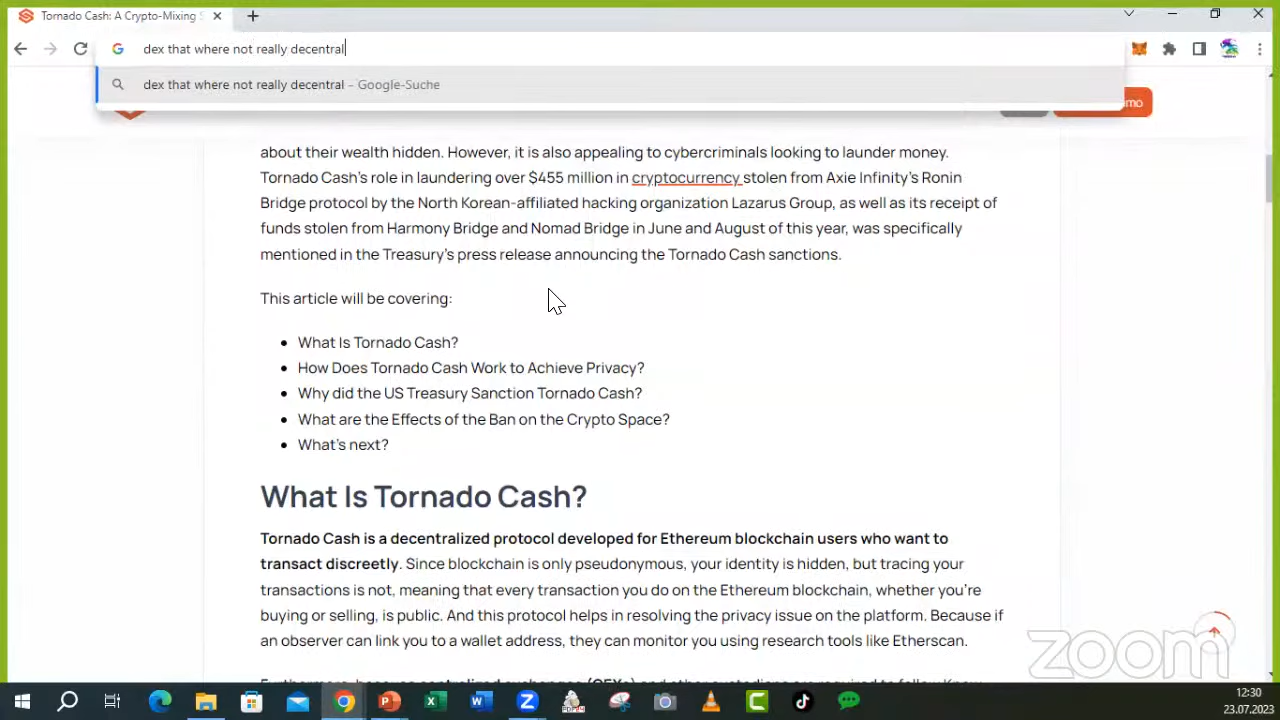 Tornado Cash: A Crypto-Mixing S
dex that where not really decentral
dex that where not really decentral – Google-Suche
mo
about their wealth hidden. However, it is also appealing to cybercriminals looking to launder money.
Tornado Cash's role in laundering over $455 million in cryptocurrency stolen from Axie Infinity's Ronin
Bridge protocol by the North Korean-affiliated hacking organization Lazarus Group, as well as its receipt of
funds stolen from Harmony Bridge and Nomad Bridge in June and August of this year, was specifically
mentioned in the Treasury's press release announcing the Tornado Cash sanctions.
This article will be covering:
What Is Tornado Cash?
How Does Tornado Cash Work to Achieve Privacy?
Why did the US Treasury Sanction Tornado Cash?
What are the Effects of the Ban on the Crypto Space?
What's next?
What Is Tornado Cash?
Tornado Cash is a decentralized protocol developed for Ethereum blockchain users who want to
transact discreetly. Since blockchain is only pseudonymous, your identity is hidden, but tracing your
transactions is not, meaning that every transaction you do on the Ethereum blockchain, whether you're
buying or selling, is public. And this protocol helps in resolving the privacy issue on the platform. Because if
an observer can link you to a wallet address, they can monitor you using research tools like Etherscan.
zoom
12:30
23.07.2023